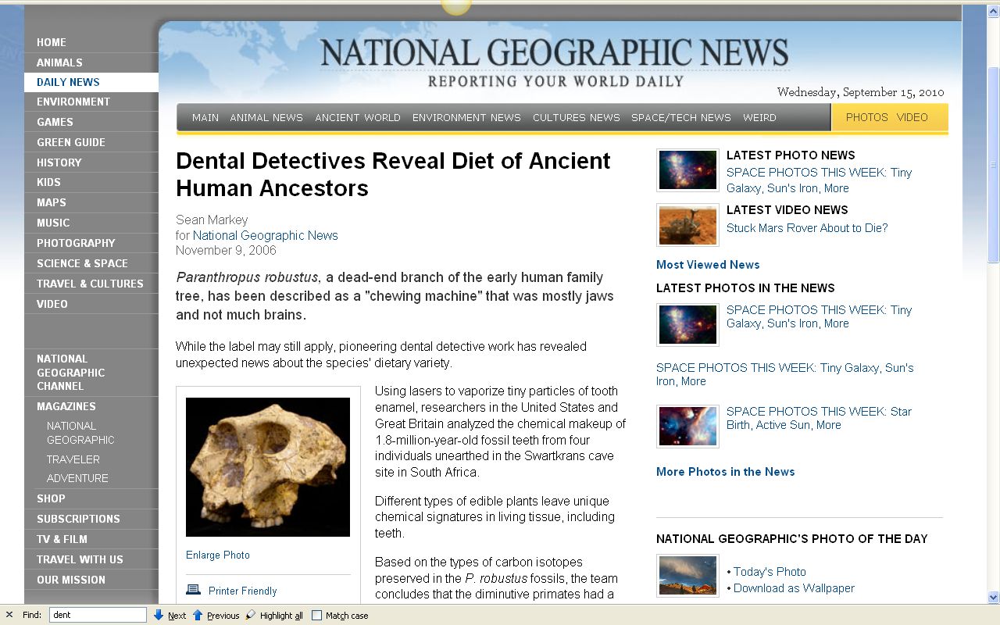 HOME
ANIMALS
DAILY NEWS
ENVIRONMENT
GAMES
GREEN GUIDE
HISTORY
KIDS
MAPS
MUSIC
PHOTOGRAPHY
SCIENCE & SPACE
TRAVEL & CULTURES
VIDEO
NATIONAL
GEOGRAPHIC
CHANNEL
MAGAZINES
NATIONAL
GEOGRAPHIC
TRAVELER
ADVENTURE
SHOP
SUBSCRIPTIONS
TV & FILM
TRAVEL WITH US
OUR MISSION
NATIONAL GEOGRAPHIC NEWS
REPORTING YOUR WORLD DAILY
Wednesday, September 15, 2010
MAIN ANIMAL NEWS ANCIENT WORLD ENVIRONMENT NEWS CULTURES NEWS SPACE/TECH NEWS WEIRD PHOTOS VIDEO
Dental Detectives Reveal Diet of Ancient
Human Ancestors
Sean Markey
for National Geographic News
November 9, 2006
Paranthropus robustus, a dead-end branch of the early human family
tree, has been described as a "chewing machine" that was mostly jaws
and not much brains.
While the label may still apply, pioneering dental detective work has revealed
unexpected news about the species' dietary variety.
Enlarge Photo
Printer Friendly
Using lasers to vaporize tiny particles of tooth
enamel, researchers in the United States and
Great Britain analyzed the chemical makeup of
1.8-million-year-old fossil teeth from four
individuals unearthed in the Swartkrans cave
site in South Africa.
Different types of edible plants leave unique
chemical signatures in living tissue, including
teeth.
Based on the types of carbon isotopes
preserved in the P. robustus fossils, the team
concludes that the diminutive primates had a
LATEST PHOTO NEWS
SPACE PHOTOS THIS WEEK: Tiny
Galaxy, Sun's Iron, More
LATEST VIDEO NEWS
Stuck Mars Rover About to Die?
Most Viewed News
LATEST PHOTOS IN THE NEWS
SPACE PHOTOS THIS WEEK: Tiny
Galaxy, Sun's Iron, More
SPACE PHOTOS THIS WEEK: Tiny Galaxy, Sun's
Iron, More
SPACE PHOTOS THIS WEEK: Star
Birth, Active Sun, More
More Photos in the News
NATIONAL GEOGRAPHIC'S PHOTO OF THE DAY
• Today's Photo
• Download as Wallpaper
Find: dent Next Previous Highlight all Match case